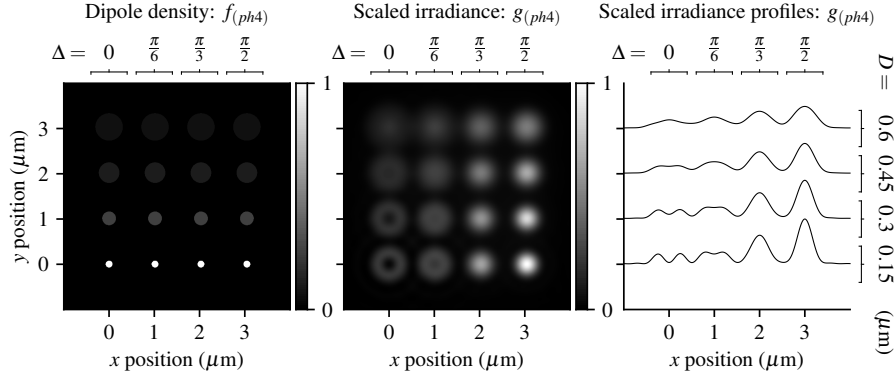 Dipole density: f(ph4)
Scaled irradiance: g(ph4)
Scaled irradiance profiles: g(ph4)
Δ = 0 π/6 π/3 π/2
Δ = 0 π/6 π/3 π/2
Δ = 0 π/6 π/3 π/2
D =
3
2
1
0
y position (μm)
0 1 2 3
x position (μm)
1
0
0 1 2 3
x position (μm)
1
0
0 1 2 3
x position (μm)
0.6
0.45
0.3
0.15
(μm)